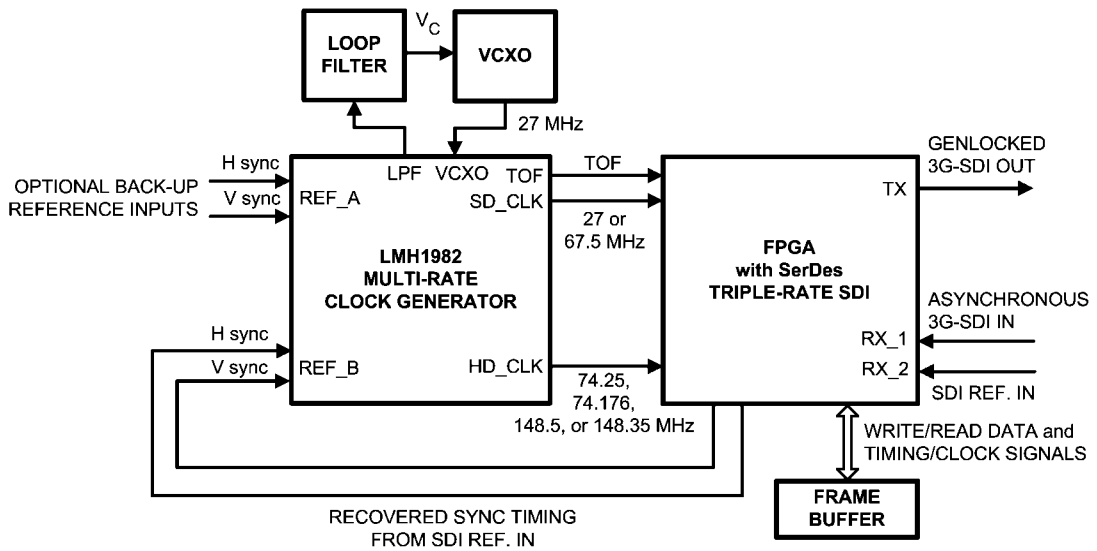 LOOP
FILTER
VC
VCXO
27 MHz
H sync
V sync
OPTIONAL BACK-UP
REFERENCE INPUTS
REF_A
LPF
VCXO
TOF
SD_CLK
LMH1982
MULTI-RATE
CLOCK GENERATOR
H sync
V sync
REF_B
HD_CLK
TOF
27 or
67.5 MHz
74.25,
74.176,
148.5, or 148.35 MHz
FPGA
with SerDes
TRIPLE-RATE SDI
TX
RX_1
RX_2
GENLOCKED
3G-SDI OUT
ASYNCHRONOUS
3G-SDI IN
SDI REF. IN
WRITE/READ DATA and
TIMING/CLOCK SIGNALS
FRAME
BUFFER
RECOVERED SYNC TIMING
FROM SDI REF. IN